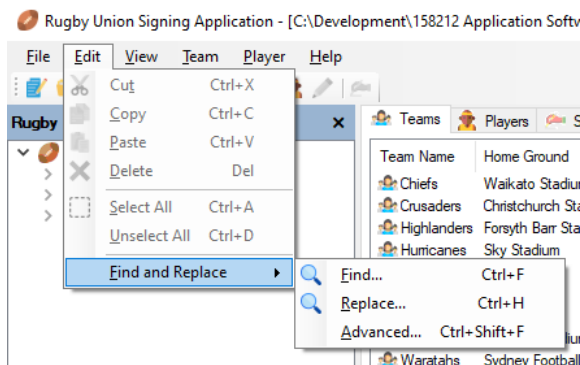 Rugby Union Signing Application - [C:\Development\158212 Application Softw
File Edit View Team Player Help
Cut Ctrl+X
Copy Ctrl+C
Paste Ctrl+V
Delete Del
Select All Ctrl+A
Unselect All Ctrl+D
Find and Replace
Find... Ctrl+F
Replace... Ctrl+H
Advanced... Ctrl+Shift+F
Rugby
Teams Players S
Team Name Home Ground
Chiefs Waikato Stadiu
Crusaders Christchurch Sta
Highlanders Forsyth Barr Sta
Hurricanes Sky Stadium
Waratahs Sydney Football